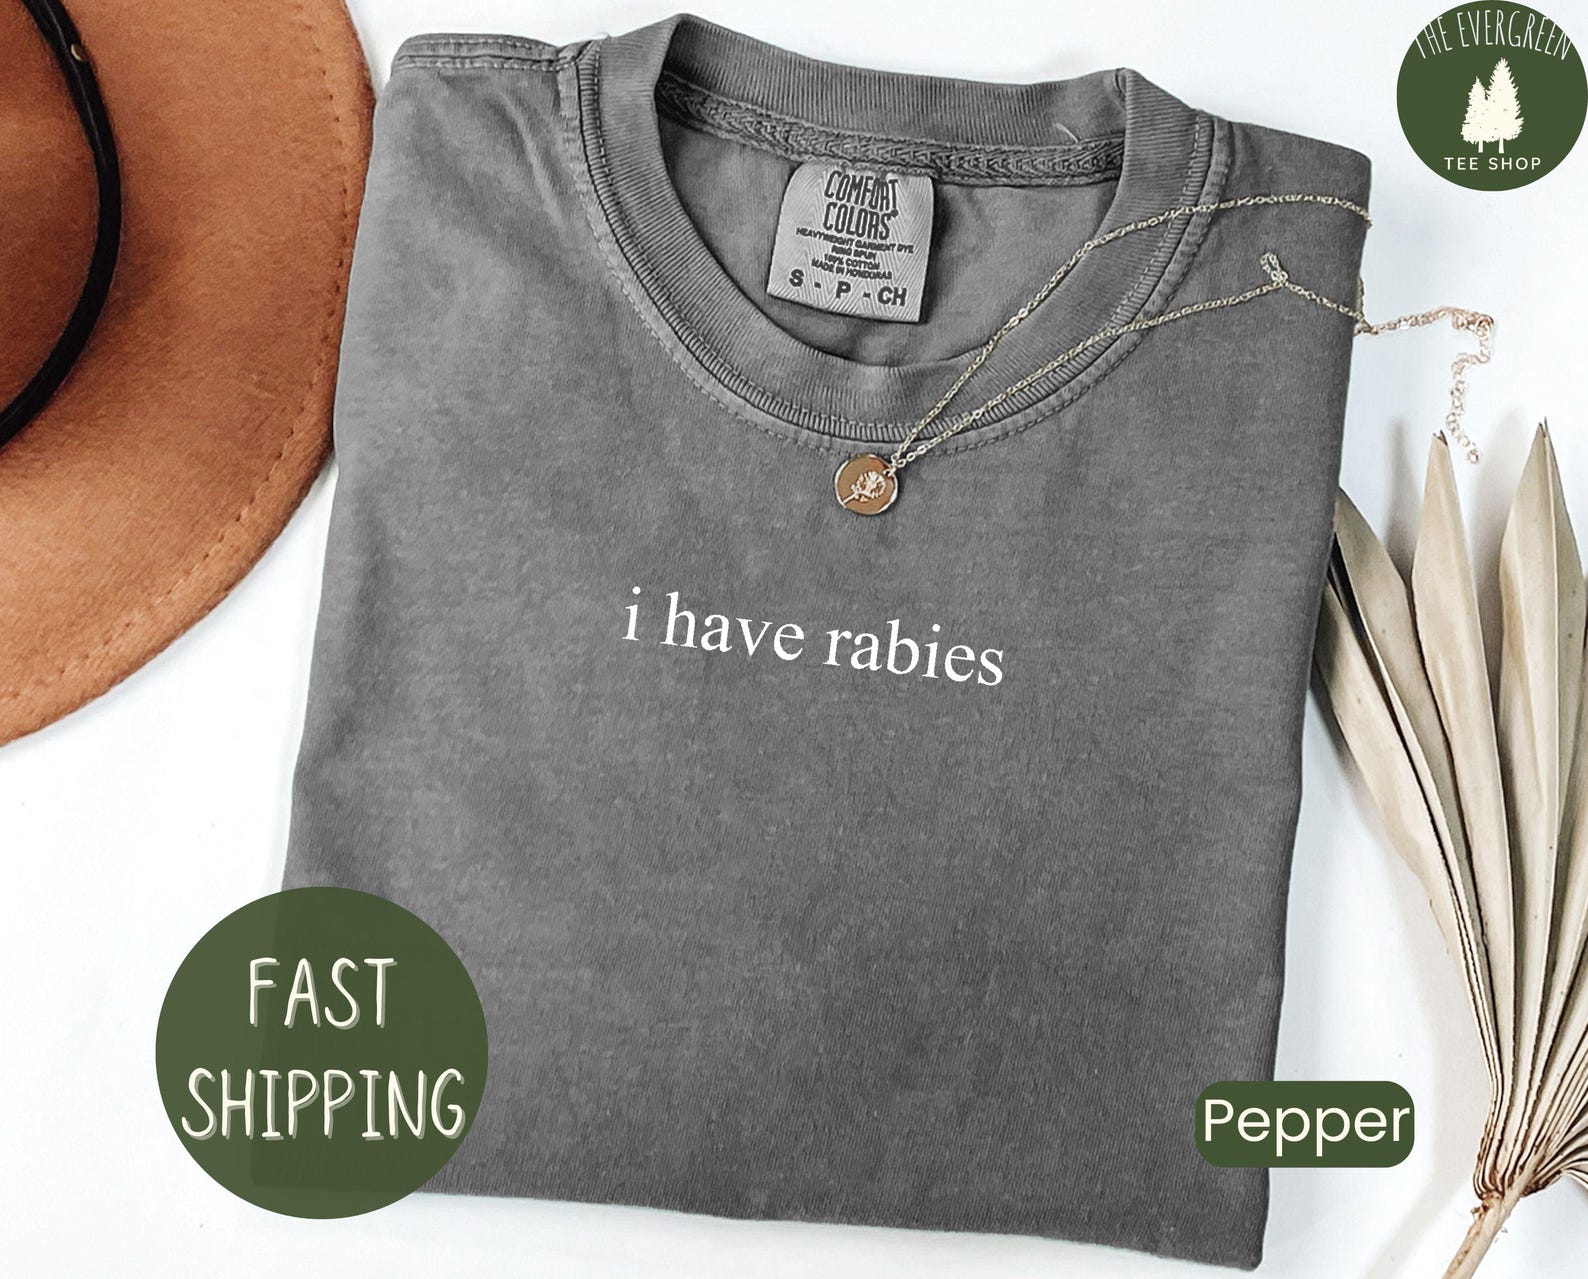 THE EVERGREEN
TEE SHOP
COMFORT
COLORS
HEAVYWEIGHT GARMENT DYE
RING SPUN
100% COTTON
MADE IN HONDURAS
S - P - CH
i have rabies
FAST
SHIPPING
Pepper